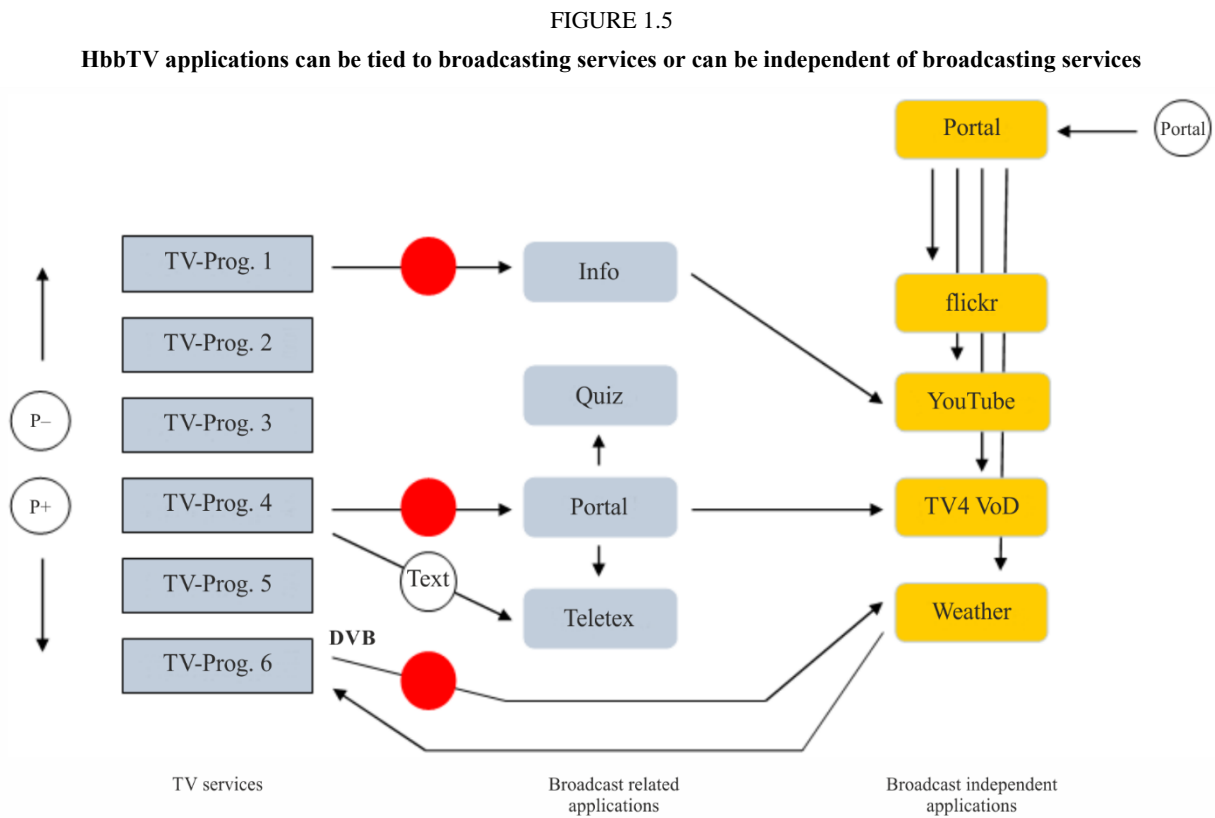 FIGURE 1.5
HbbTV applications can be tied to broadcasting services or can be independent of broadcasting services
Portal
Portal
TV-Prog. 1
Info
flickr
TV-Prog. 2
Quiz
YouTube
P–
TV-Prog. 3
P+
TV-Prog. 4
Portal
TV4 VoD
Text
TV-Prog. 5
Teletex
Weather
DVB
TV-Prog. 6
TV services
Broadcast related
applications
Broadcast independent
applications